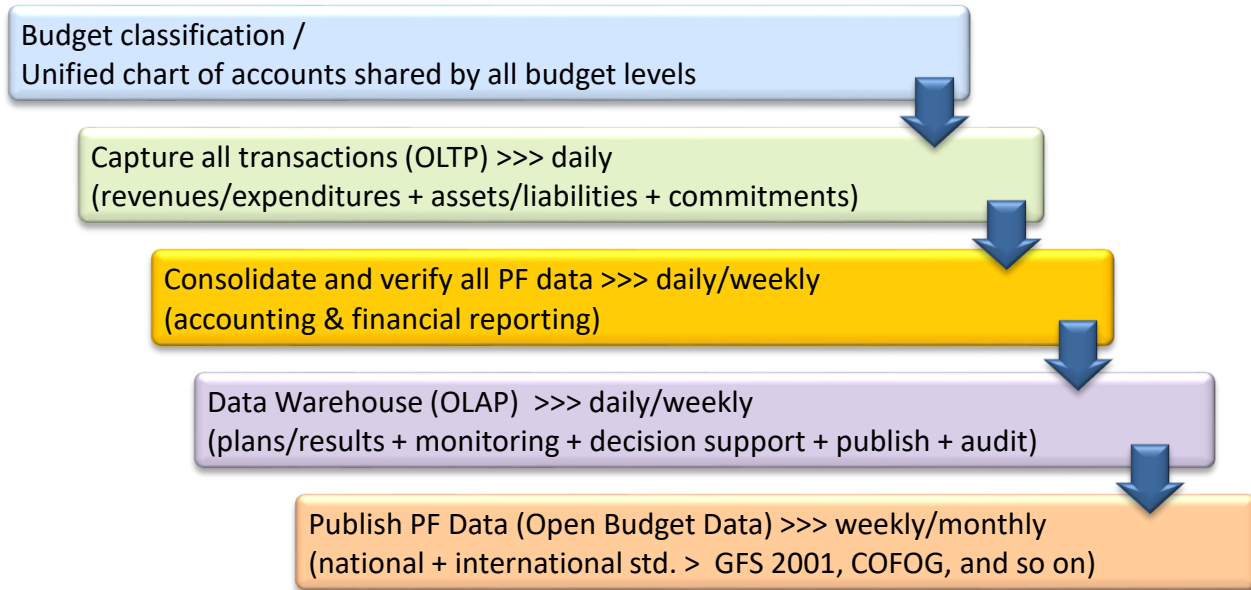 Budget classification /
Unified chart of accounts shared by all budget levels
Capture all transactions (OLTP) >>> daily
(revenues/expenditures + assets/liabilities + commitments)
Consolidate and verify all PF data >>> daily/weekly
(accounting & financial reporting)
Data Warehouse (OLAP)  >>> daily/weekly
(plans/results + monitoring + decision support + publish + audit)
Publish PF Data (Open Budget Data) >>> weekly/monthly
(national + international std. >  GFS 2001, COFOG, and so on)